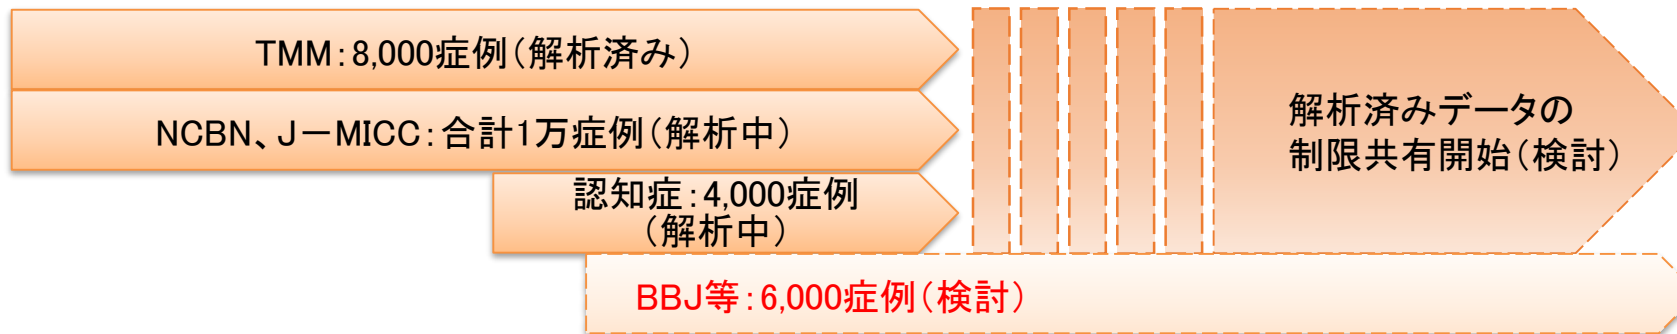 TMM：8,000症例（解析済み）
NCBN、J－MICC：合計1万症例（解析中）
認知症：4,000症例
（解析中）
解析済みデータの
制限共有開始（検討）
BBJ等：6,000症例（検討）